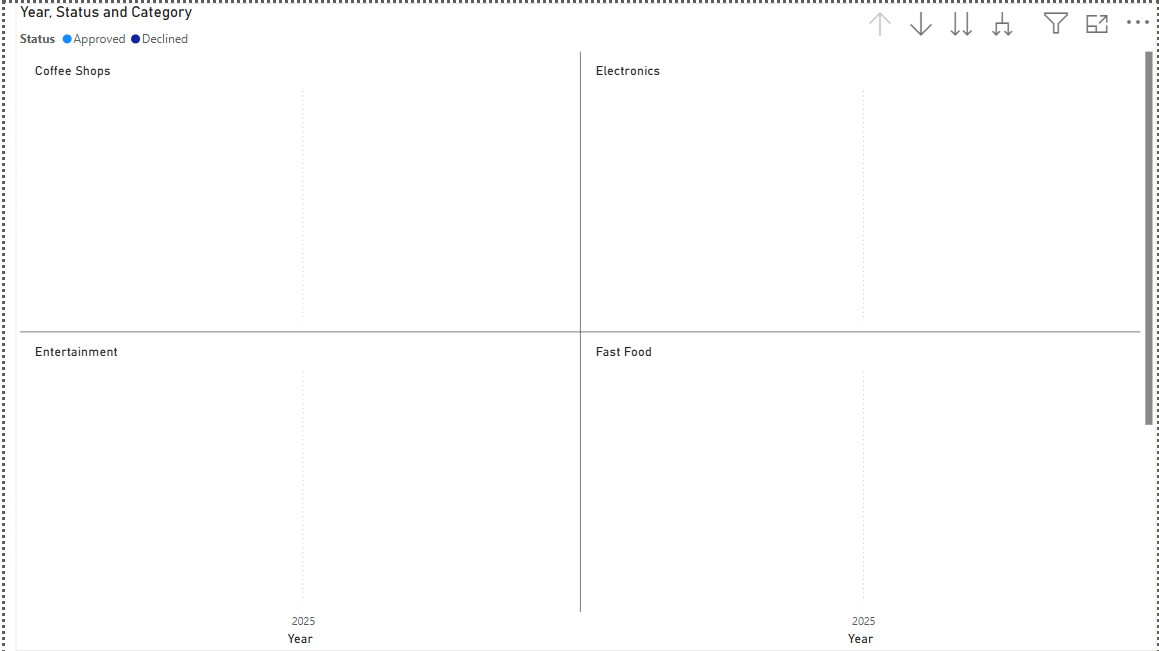 Year, Status and Category
Status Approved Declined
Coffee Shops
Electronics
Entertainment
Fast Food
2025
2025
Year
Year